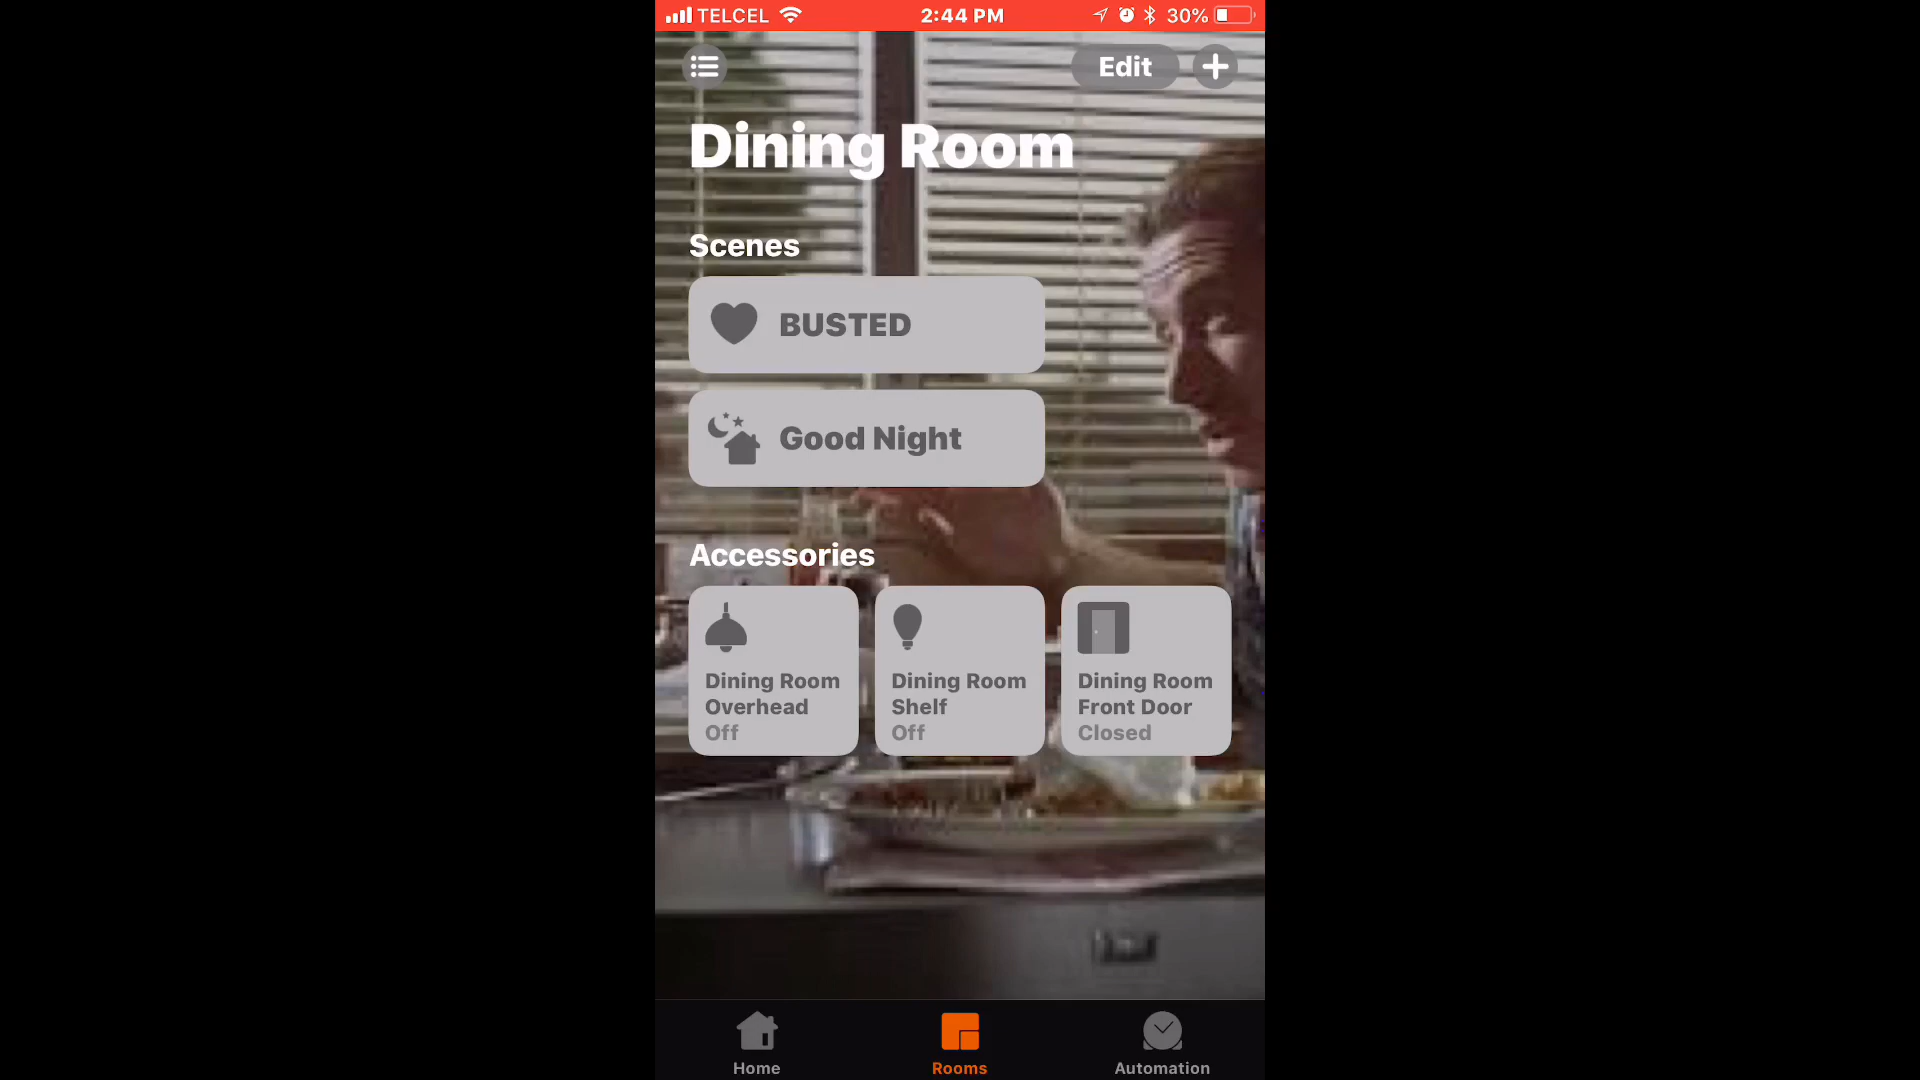 TELCEL 2:44 PM 30%
Edit
Dining Room
Scenes
BUSTED
Good Night
Accessories
Dining Room
Overhead
Off
Dining Room
Shelf
Off
Dining Room
Front Door
Closed
Home Rooms Automation